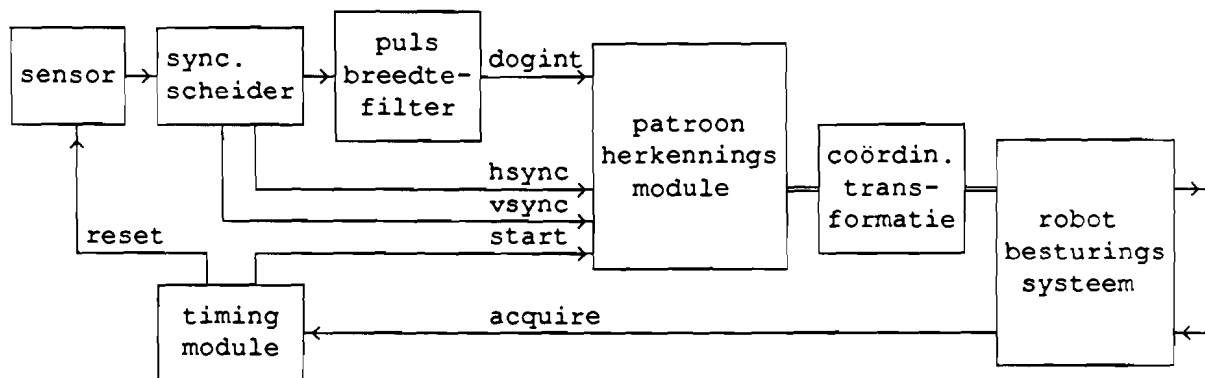 sensor
sync.
scheider
puls
breedte-
filter
dogint
hsync
vsync
start
reset
patroon
herkennings
module
coördin.
trans-
formatie
robot
besturings
systeem
timing
module
acquire